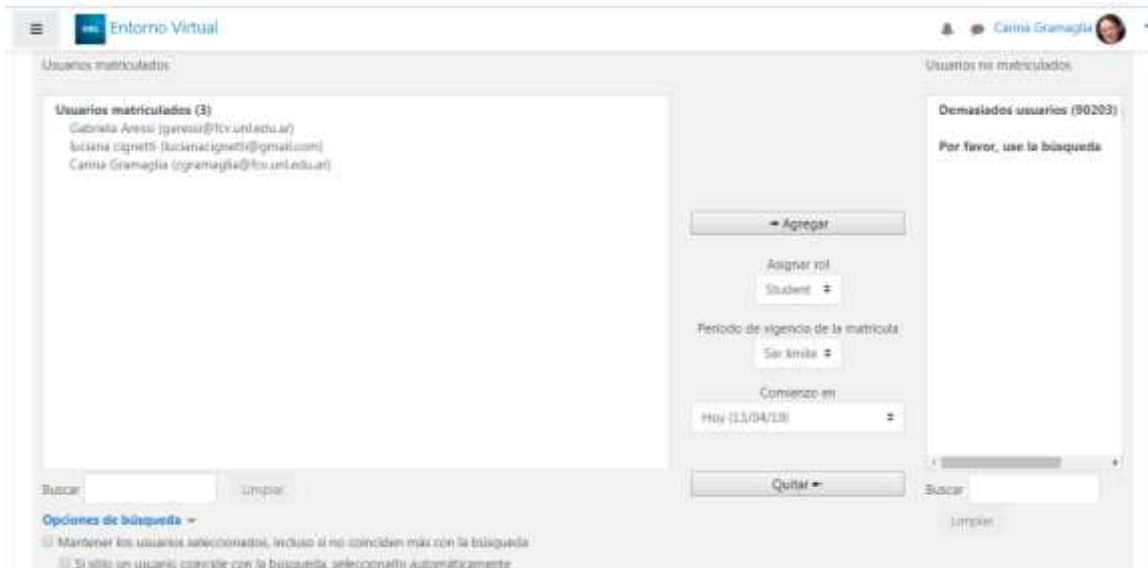 Entorno Virtual
Carina Gramaglia
Usuarios matriculados
Usuarios no matriculados
Usuarios matriculados (3)
Gabriela Aressi (garessi@fcv.unl.edu.ar)
luciana cignetti (lucianacignetti@gmail.com)
Carina Gramaglia (cgramaglia@fcv.unl.edu.ar)
Demasiados usuarios (90203)
Por favor, use la búsqueda
Agregar
Asignar rol
Student
Periodo de vigencia de la matrícula
Sin límite
Comienzo en
Hoy (13/04/19)
Quitar
Buscar
Limpiar
Buscar
Limpiar
Opciones de búsqueda
Mantener los usuarios seleccionados, incluso si no coinciden más con la búsqueda
Si sólo un usuario coincide con la búsqueda, seleccionarlo automáticamente